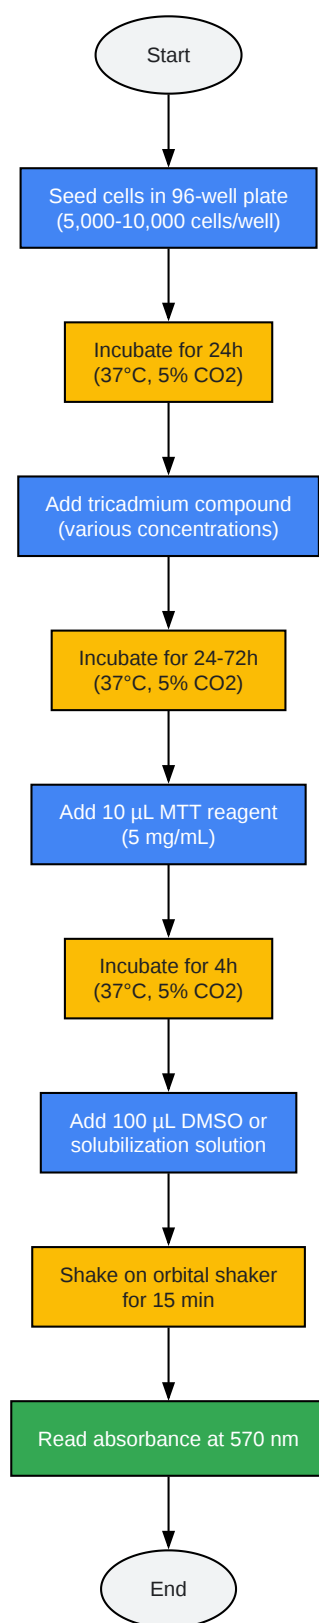 Start
Seed cells in 96-well plate
(5,000-10,000 cells/well)
Incubate for 24h
(37°C, 5% CO2)
Add tricadmium compound
(various concentrations)
Incubate for 24-72h
(37°C, 5% CO2)
Add 10 µL MTT reagent
(5 mg/mL)
Incubate for 4h
(37°C, 5% CO2)
Add 100 µL DMSO or
solubilization solution
Shake on orbital shaker
for 15 min
Read absorbance at 570 nm
End